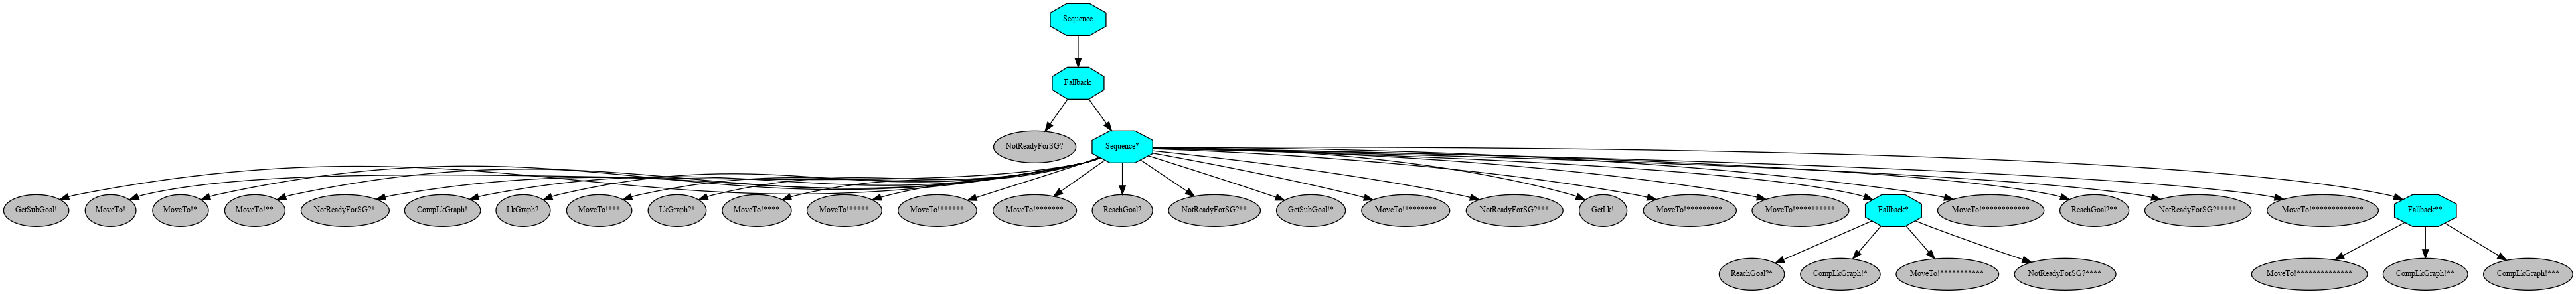 Sequence
Fallback
NotReadyForSG?
Sequence*
GetSubGoal!
MoveTo!
MoveTo!*
MoveTo!**
NotReadyForSG?*
CompLkGraph!
LkGraph?
MoveTo!***
LkGraph?*
MoveTo!****
MoveTo!*****
MoveTo!******
MoveTo!*******
ReachGoal?
NotReadyForSG?**
GetSubGoal!*
MoveTo!********
NotReadyForSG?***
GetLk!
MoveTo!*********
MoveTo!**********
Fallback*
MoveTo!************
ReachGoal?**
NotReadyForSG?*****
MoveTo!*************
Fallback**
ReachGoal?*
CompLkGraph!*
MoveTo!***********
NotReadyForSG?****
MoveTo!**************
CompLkGraph!**
CompLkGraph!***